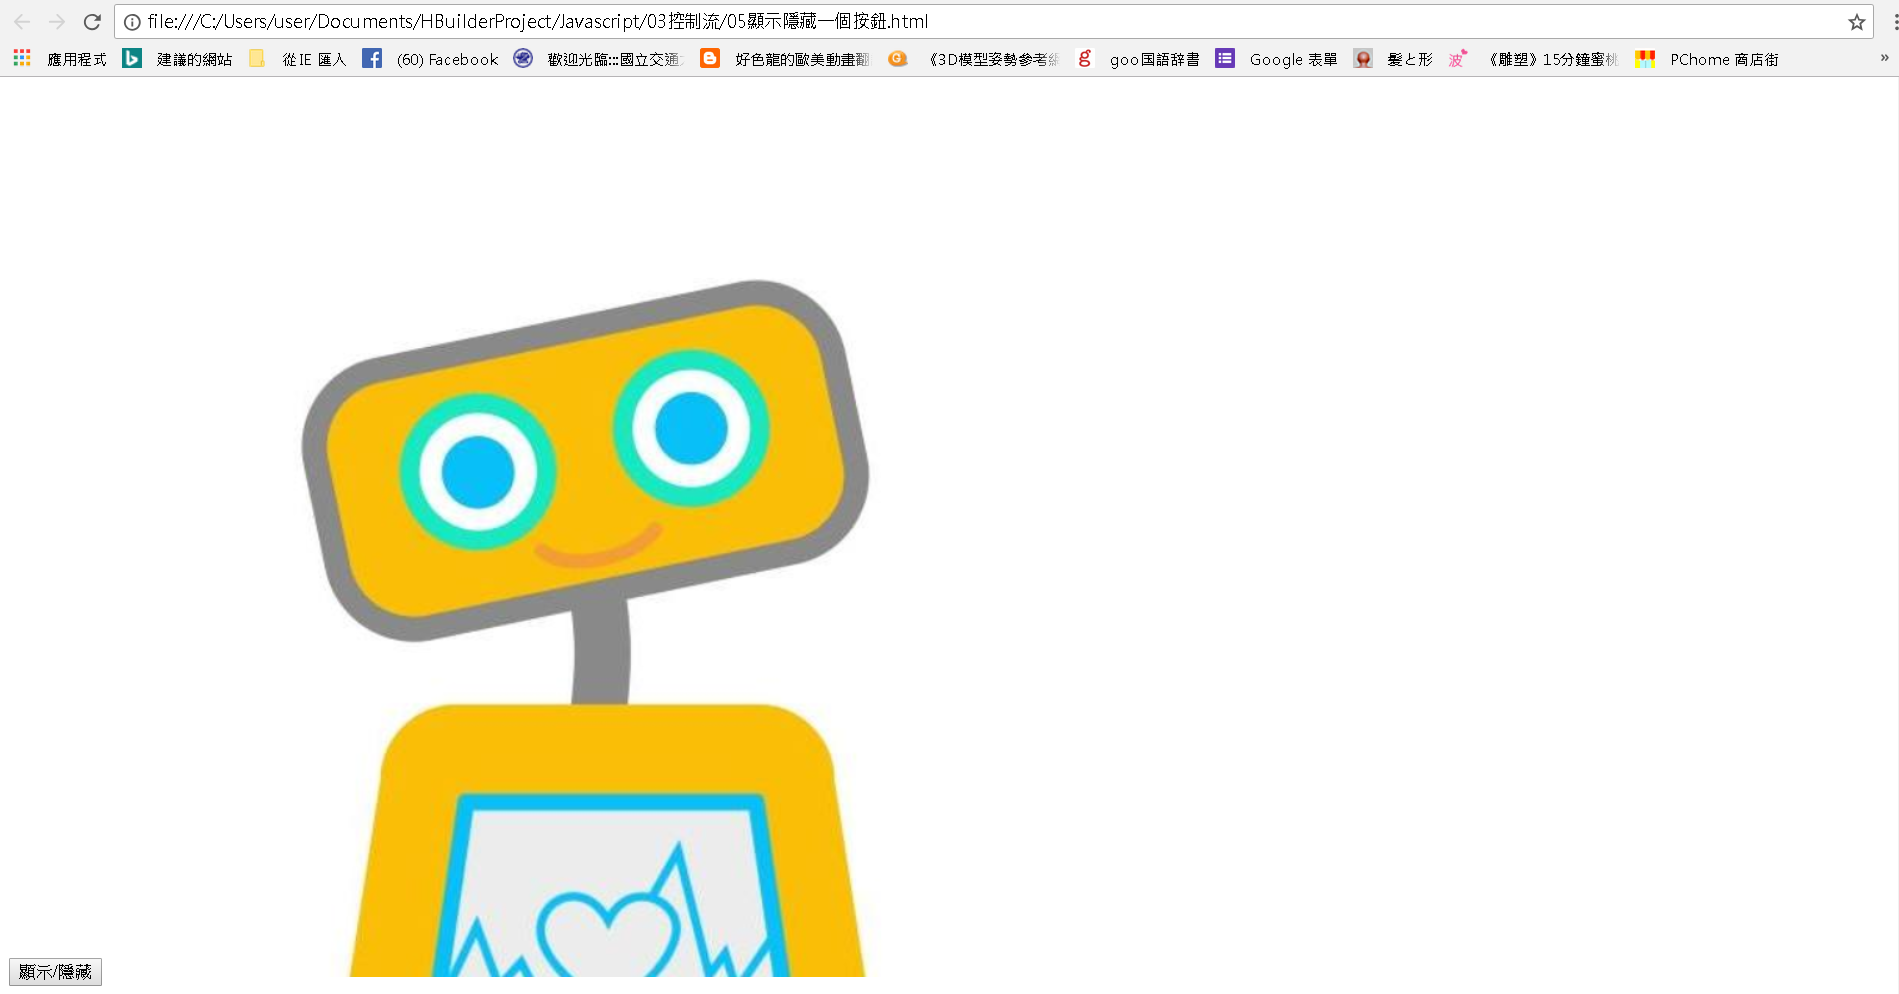 file:///C:/Users/user/Documents/HBuilderProject/Javascript/03控制流/05顯示隱藏一個按鈕.html
應用程式 建議的網站 從IE 匯入 (60) Facebook 歡迎光臨:::國立交通 好色龍的歐美動畫翻 《3D模型姿勢參考 goo国語辞書 Google 表單 髪と形 《雕塑》15分鐘蜜桃 PChome 商店街 »
顯示/隱藏